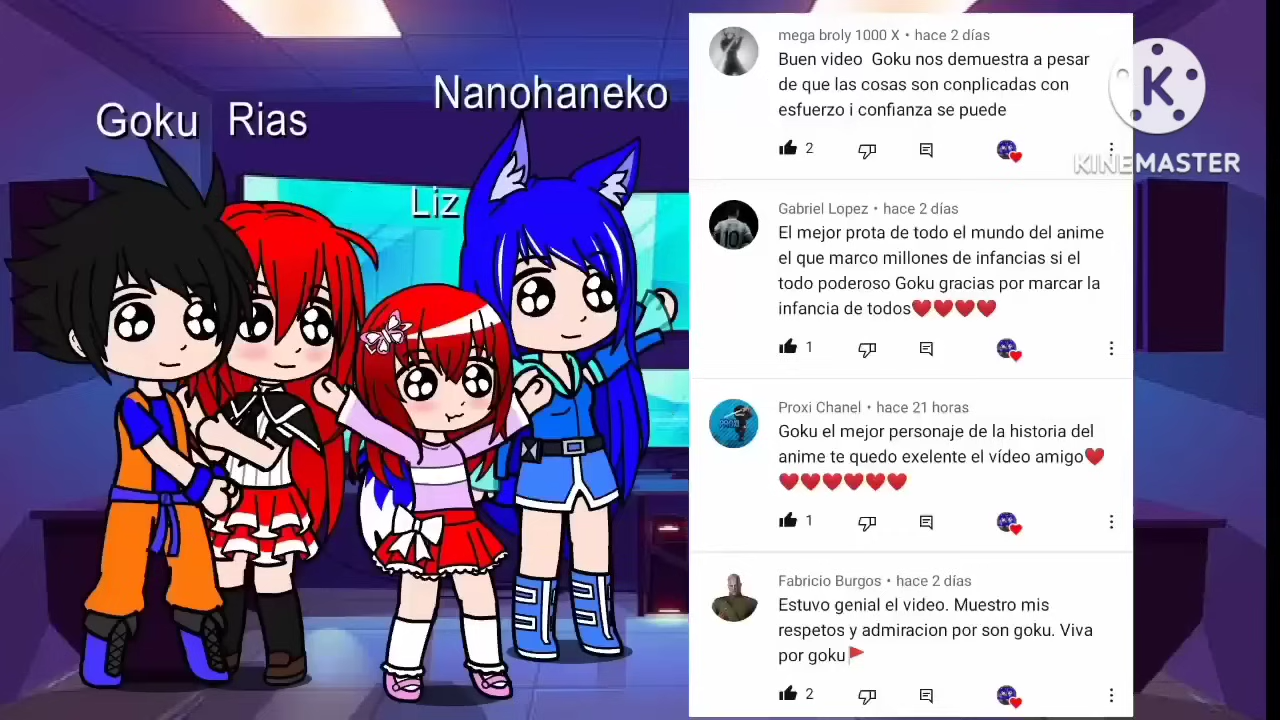 Goku
Rias
Nanohaneko
Liz
mega broly 1000 X • hace 2 días
Buen video Goku nos demuestra a pesar
de que las cosas son conplicadas con
esfuerzo i confianza se puede
2
Gabriel Lopez • hace 2 días
El mejor prota de todo el mundo del anime
el que marco millones de infancias si el
todo poderoso Goku gracias por marcar la
infancia de todos❤️❤️❤️❤️
1
Proxi Chanel • hace 21 horas
Goku el mejor personaje de la historia del
anime te quedo exelente el vídeo amigo❤️
❤️❤️❤️❤️❤️❤️
1
Fabricio Burgos • hace 2 días
Estuvo genial el video. Muestro mis
respetos y admiracion por son goku. Viva
por goku🚩
2
K
KINEMASTER
10